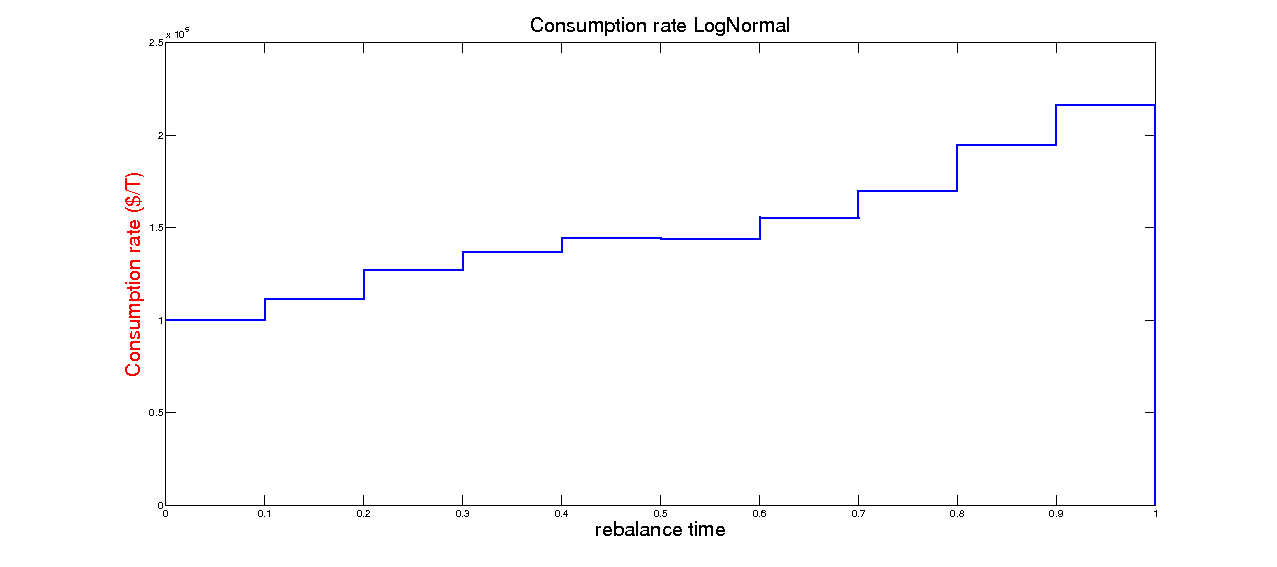 Consumption rate LogNormal
x 10^5
2.5
2
1.5
1
0.5
0
Consumption rate ($/T)
0 0.1 0.2 0.3 0.4 0.5 0.6 0.7 0.8 0.9 1
rebalance time